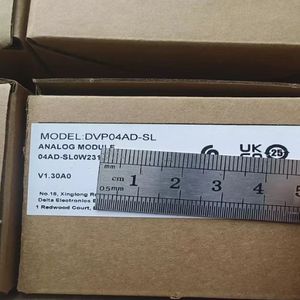 MODEL:DVP04AD-SL
ANALOG MODULE
04AD-SL0W231
V1.30A0
No.18, Xinglong R
Delta Electronics
1 Redwood Court,
UK
CA
25
cm 1 2 3 4 5
0.5mm